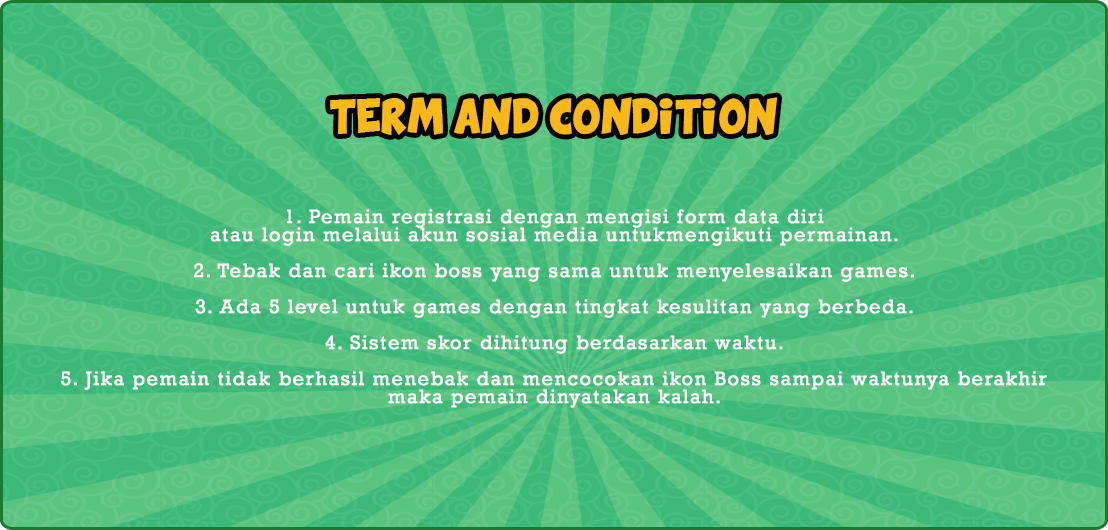 TERM AND CONDITION
1. Pemain registrasi dengan mengisi form data diri
atau login melalui akun sosial media untukmengikuti permainan.
2. Tebak dan cari ikon boss yang sama untuk menyelesaikan games.
3. Ada 5 level untuk games dengan tingkat kesulitan yang berbeda.
4. Sistem skor dihitung berdasarkan waktu.
5. Jika pemain tidak berhasil menebak dan mencocokan ikon Boss sampai waktunya berakhir
maka pemain dinyatakan kalah.